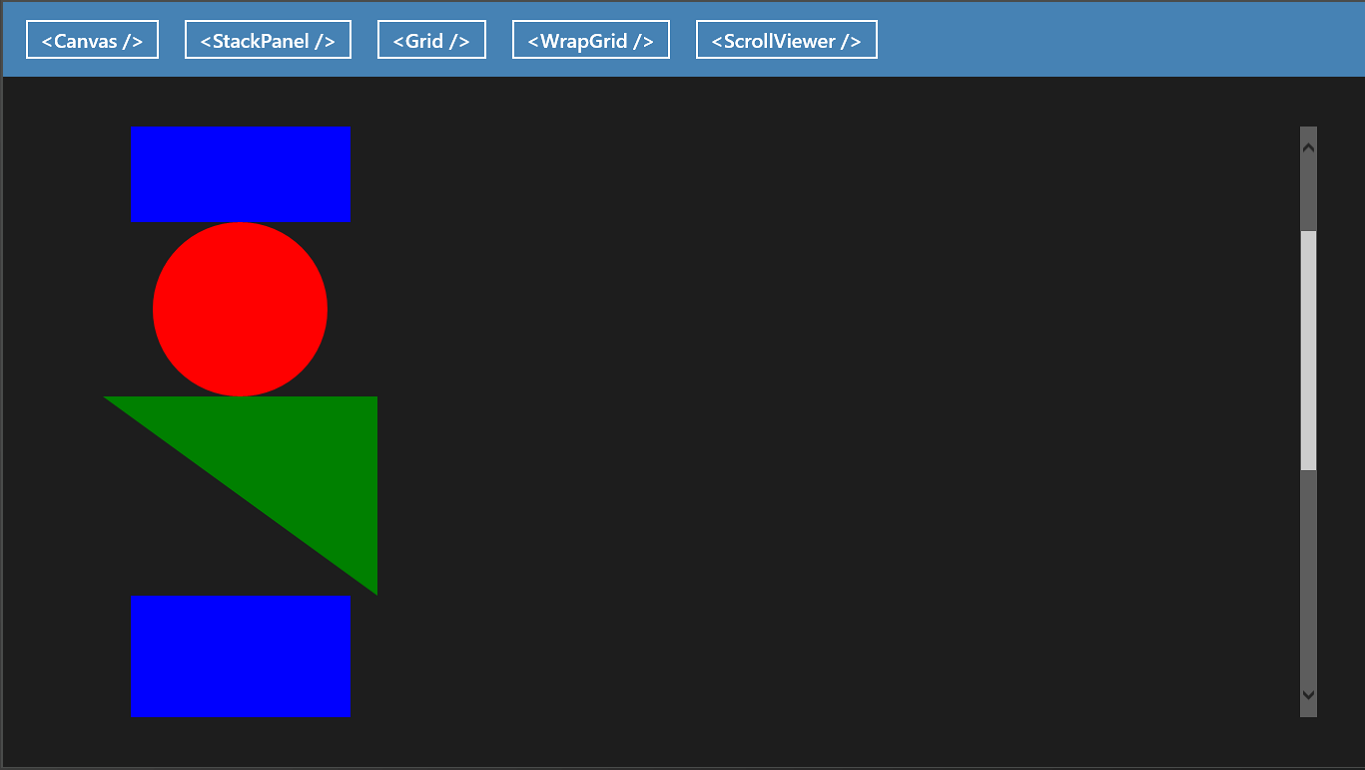 <Canvas /> <StackPanel /> <Grid /> <WrapGrid /> <ScrollViewer />